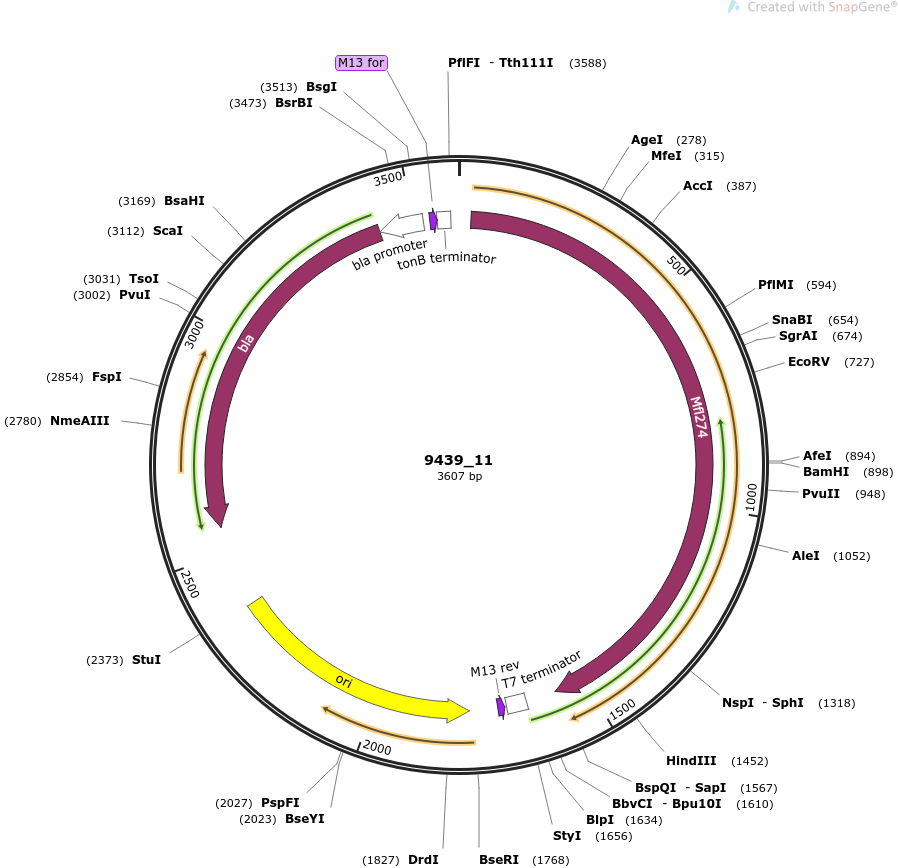 Created with SnapGene®
M13 for
PflFI - Tth111I (3588)
(3513) BsgI
(3473) BsrBI
AgeI (278)
MfeI (315)
AccI (387)
3500
(3169) BsaHI
(3112) ScaI
bla promoter
tonB terminator
500
(3031) TsoI
(3002) PvuI
PflMI (594)
SnaBI (654)
SgrAI (674)
3000
bla
EcoRV (727)
(2854) FspI
(2780) NmeAIII
Mfl274
9439_11
3607 bp
AfeI (894)
BamHI (898)
PvuII (948)
1000
AleI (1052)
2500
(2373) StuI
ori
M13 rev
T7 terminator
NspI - SphI (1318)
1500
2000
HindIII (1452)
BspQI - SapI (1567)
BbvCI - Bpu10I (1610)
BlpI (1634)
StyI (1656)
(2027) PspFI
(2023) BseYI
(1827) DrdI
BseRI (1768)